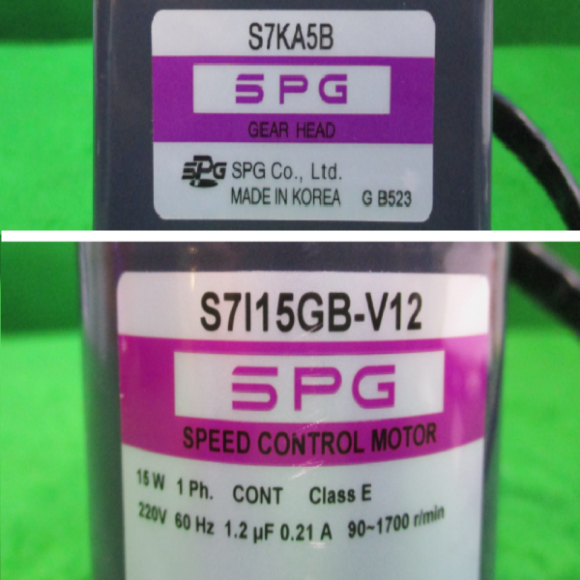 S7KA5B
SPG
GEAR HEAD
SPG SPG Co., Ltd.
MADE IN KOREA G B523
S7I15GB-V12
SPG
SPEED CONTROL MOTOR
15 W 1 Ph. CONT Class E
220V 60 Hz 1.2 µF 0.21 A 90~1700 r/min